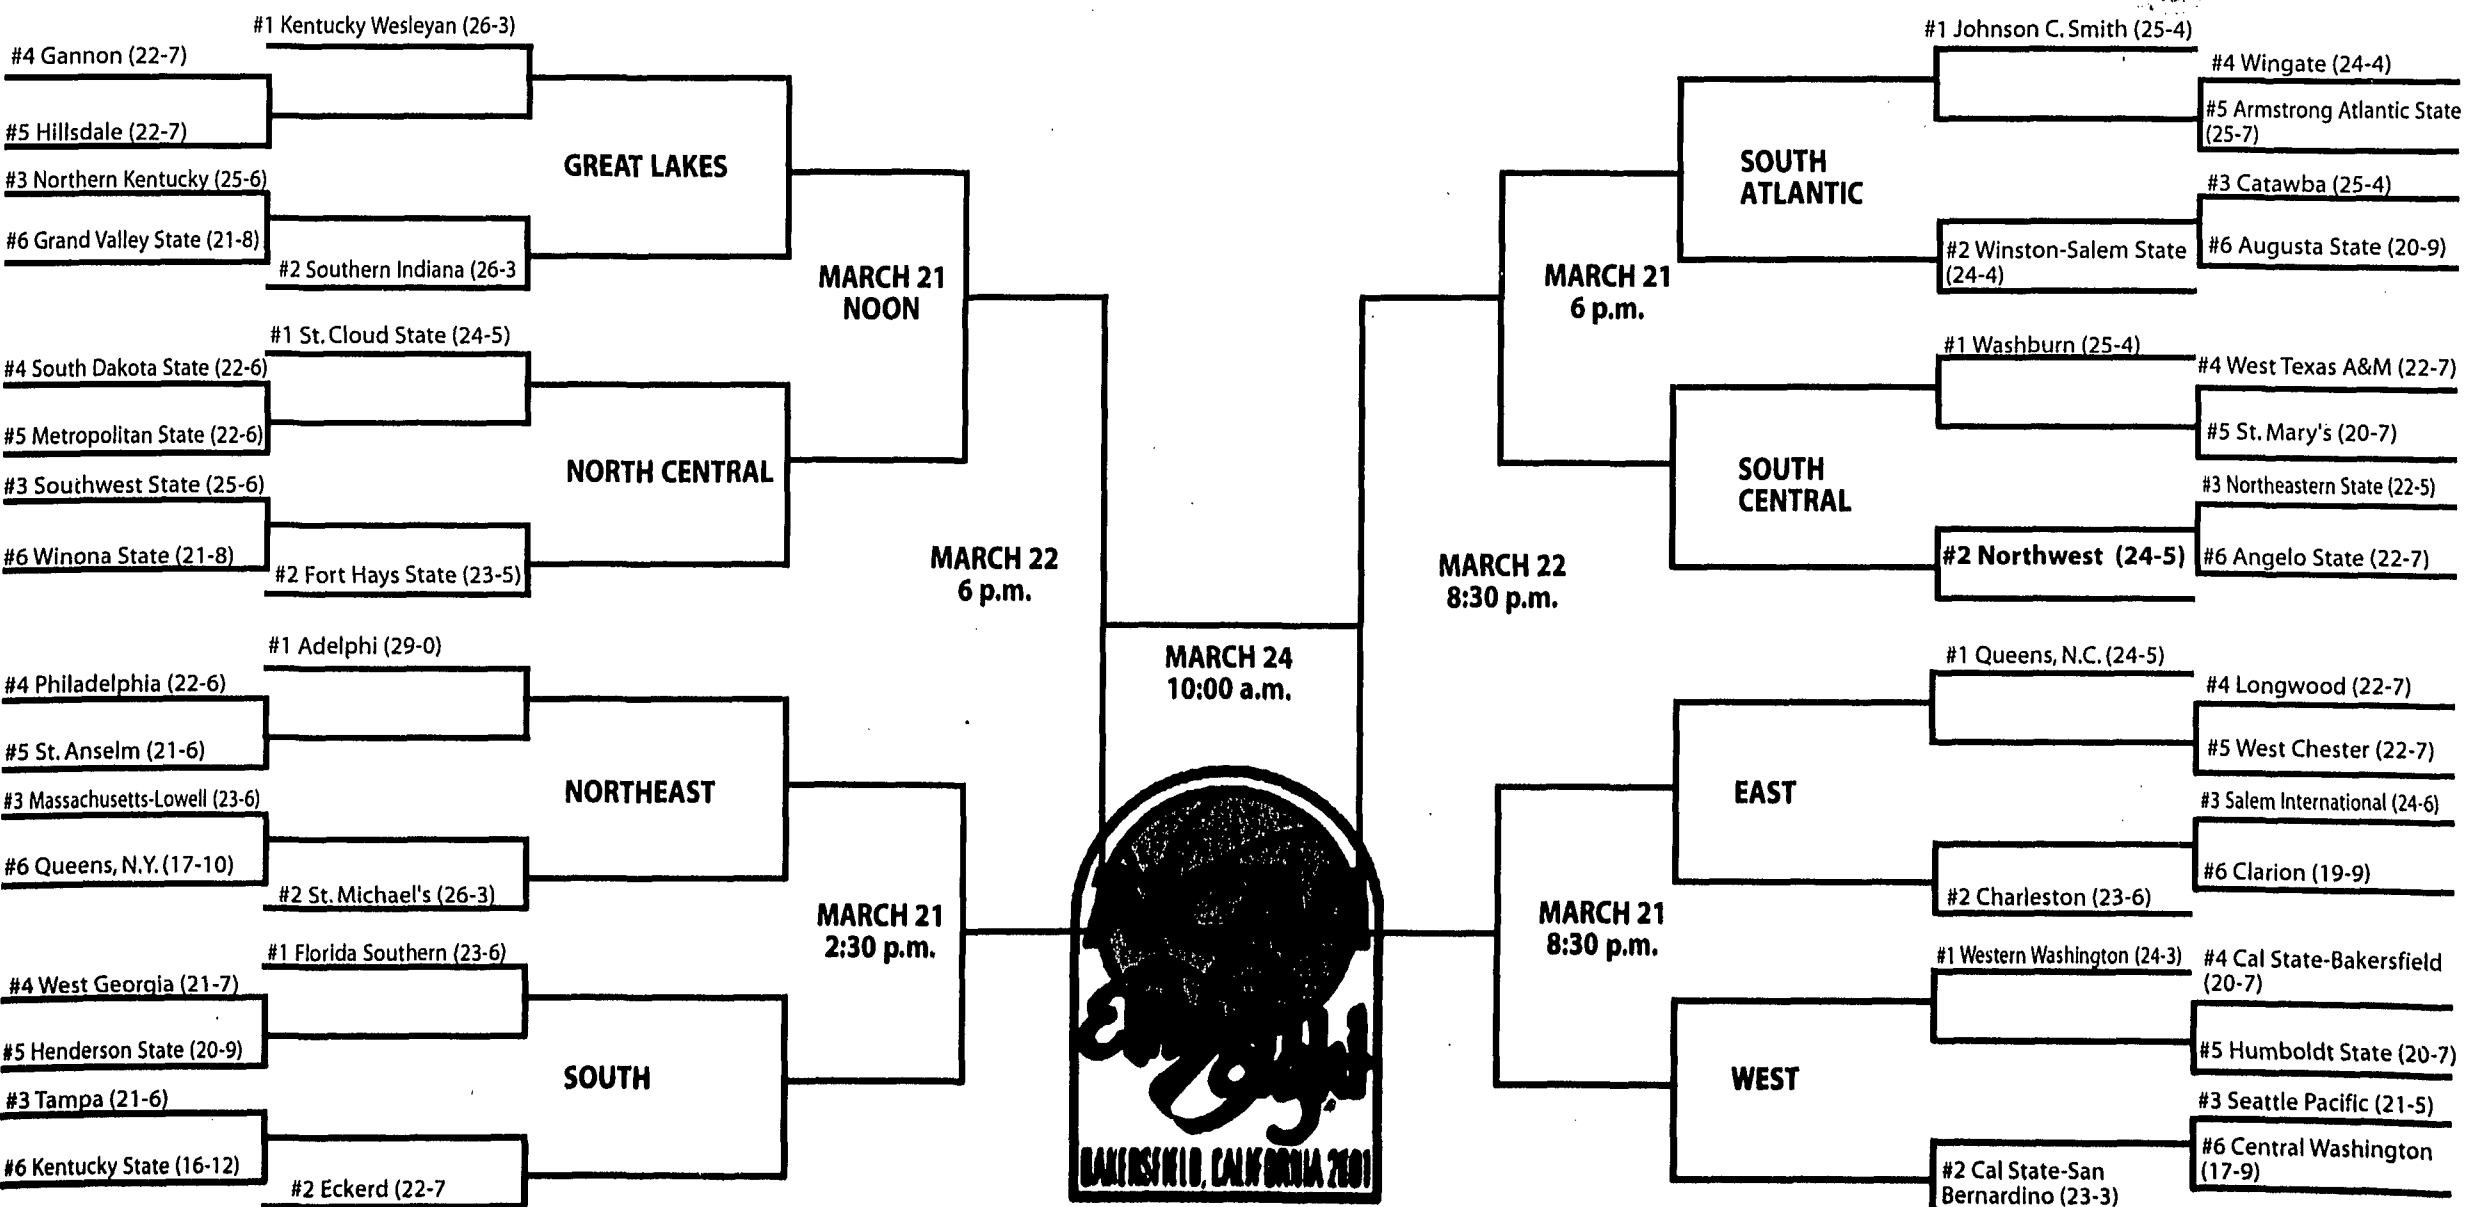 #1 Kentucky Wesleyan (26-3)
#4 Gannon (22-7)
#5 Hillsdale (22-7)
GREAT LAKES
#3 Northern Kentucky (25-6)
#6 Grand Valley State (21-8)
#2 Southern Indiana (26-3
MARCH 21
NOON
#1 St. Cloud State (24-5)
#4 South Dakota State (22-6)
#5 Metropolitan State (22-6)
NORTH CENTRAL
#3 Southwest State (25-6)
#6 Winona State (21-8)
#2 Fort Hays State (23-5)
MARCH 22
6 p.m.
#1 Adelphi (29-0)
#4 Philadelphia (22-6)
#5 St. Anselm (21-6)
NORTHEAST
#3 Massachusetts-Lowell (23-6)
#6 Queens, N.Y. (17-10)
#2 St. Michael's (26-3)
MARCH 21
2:30 p.m.
#1 Florida Southern (23-6)
#4 West Georgia (21-7)
#5 Henderson State (20-9)
SOUTH
#3 Tampa (21-6)
#6 Kentucky State (16-12)
#2 Eckerd (22-7
MARCH 24
10:00 a.m.
BAKERSFIELD, CALIFORNIA 2001
#1 Johnson C. Smith (25-4)
#4 Wingate (24-4)
#5 Armstrong Atlantic State
(25-7)
SOUTH
ATLANTIC
#3 Catawba (25-4)
#6 Augusta State (20-9)
#2 Winston-Salem State
(24-4)
MARCH 21
6 p.m.
#1 Washburn (25-4)
#4 West Texas A&M (22-7)
#5 St. Mary's (20-7)
SOUTH
CENTRAL
#3 Northeastern State (22-5)
#6 Angelo State (22-7)
#2 Northwest (24-5)
MARCH 22
8:30 p.m.
#1 Queens, N.C. (24-5)
#4 Longwood (22-7)
#5 West Chester (22-7)
EAST
#3 Salem International (24-6)
#6 Clarion (19-9)
#2 Charleston (23-6)
MARCH 21
8:30 p.m.
#1 Western Washington (24-3)
#4 Cal State-Bakersfield
(20-7)
#5 Humboldt State (20-7)
WEST
#3 Seattle Pacific (21-5)
#6 Central Washington
(17-9)
#2 Cal State-San
Bernardino (23-3)